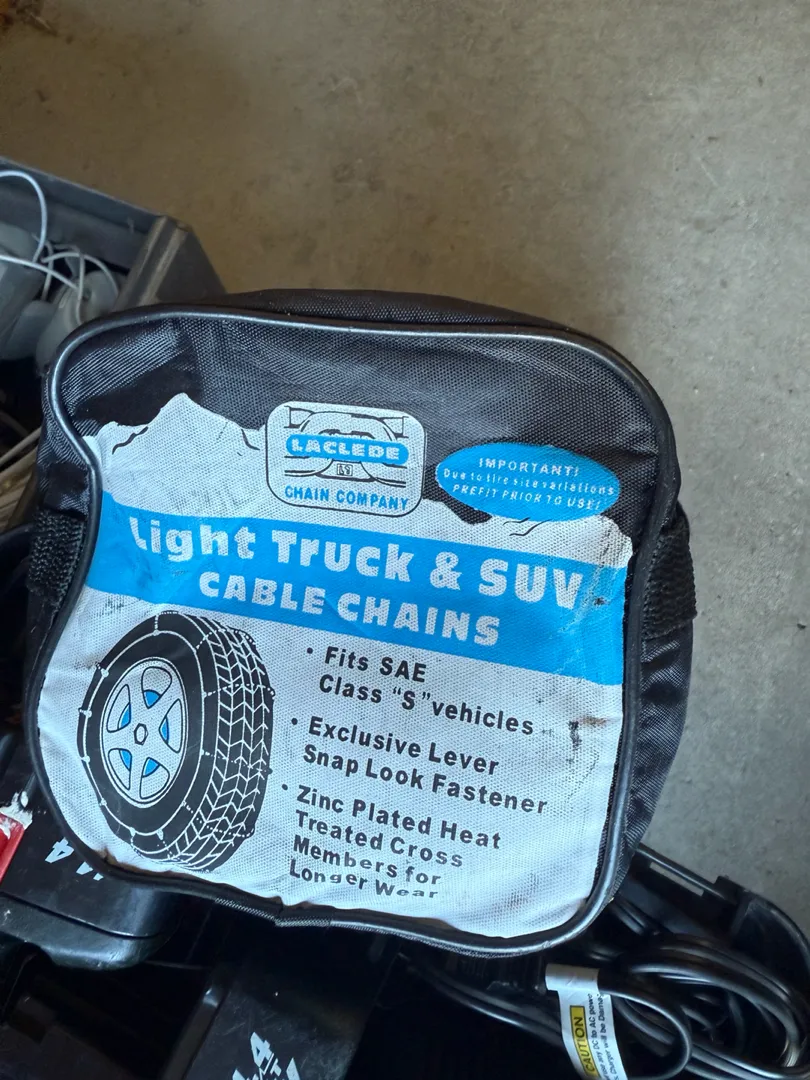 LACLEDE
CHAIN COMPANY
IMPORTANT!
Due to tire size variations
PREFIT PRIOR TO USE!
Light Truck & SUV
CABLE CHAINS
• Fits SAE
Class “S” vehicles
• Exclusive Lever
Snap Look Fastener
• Zinc Plated Heat
Treated Cross
Members for
Longer Wear
CAUTION